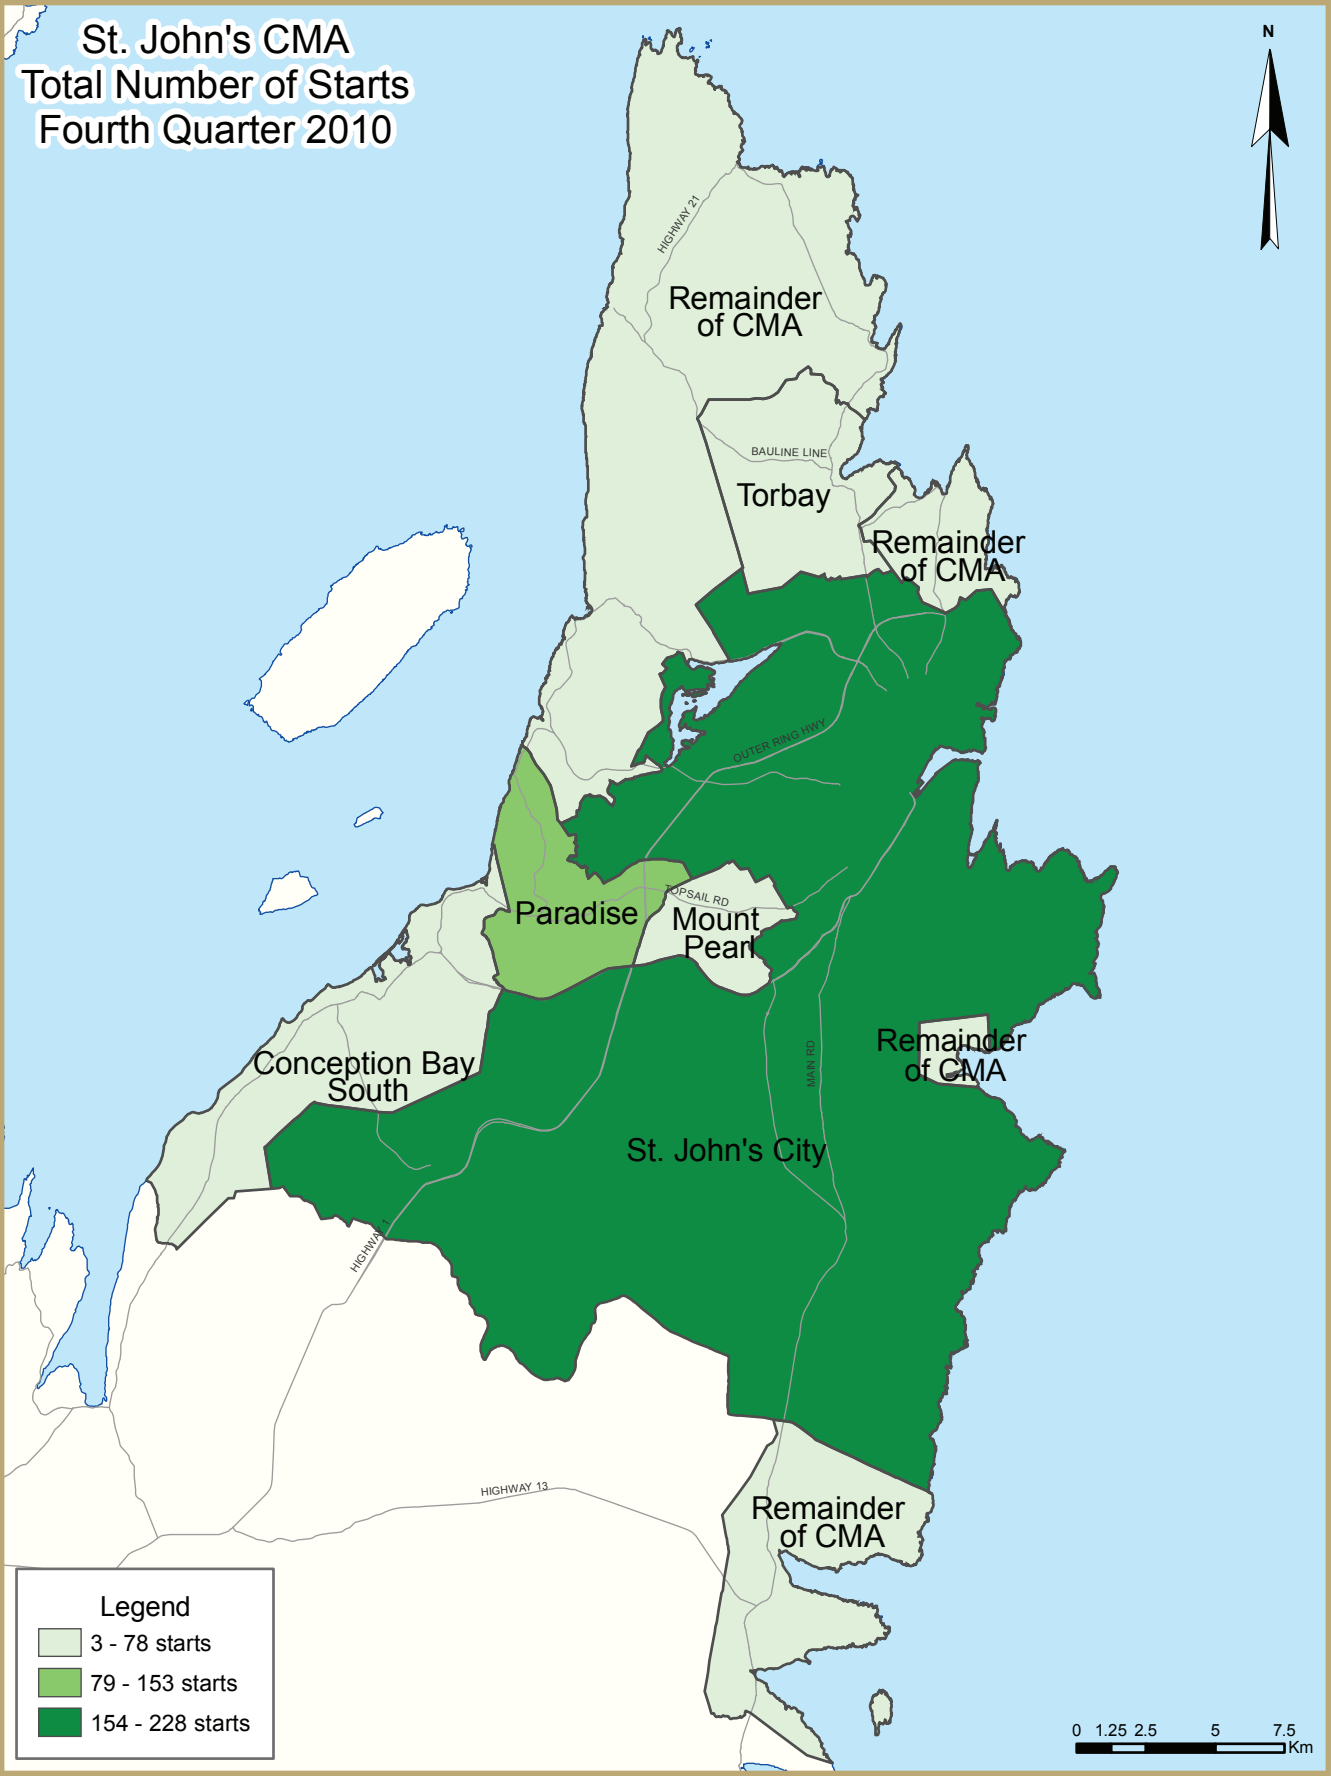 St. John's CMA
Total Number of Starts
Fourth Quarter 2010
N
HIGHWAY 21
Remainder
of CMA
BAULINE LINE
Torbay
Remainder
of CMA
OUTER RING HWY
TOPSAIL RD
Paradise
Mount
Pearl
Remainder
of CMA
MAIN RD
Conception Bay
South
St. John's City
HIGHWAY 1
HIGHWAY 13
Remainder
of CMA
Legend
3 - 78 starts
79 - 153 starts
154 - 228 starts
0 1.25 2.5 5 7.5
Km